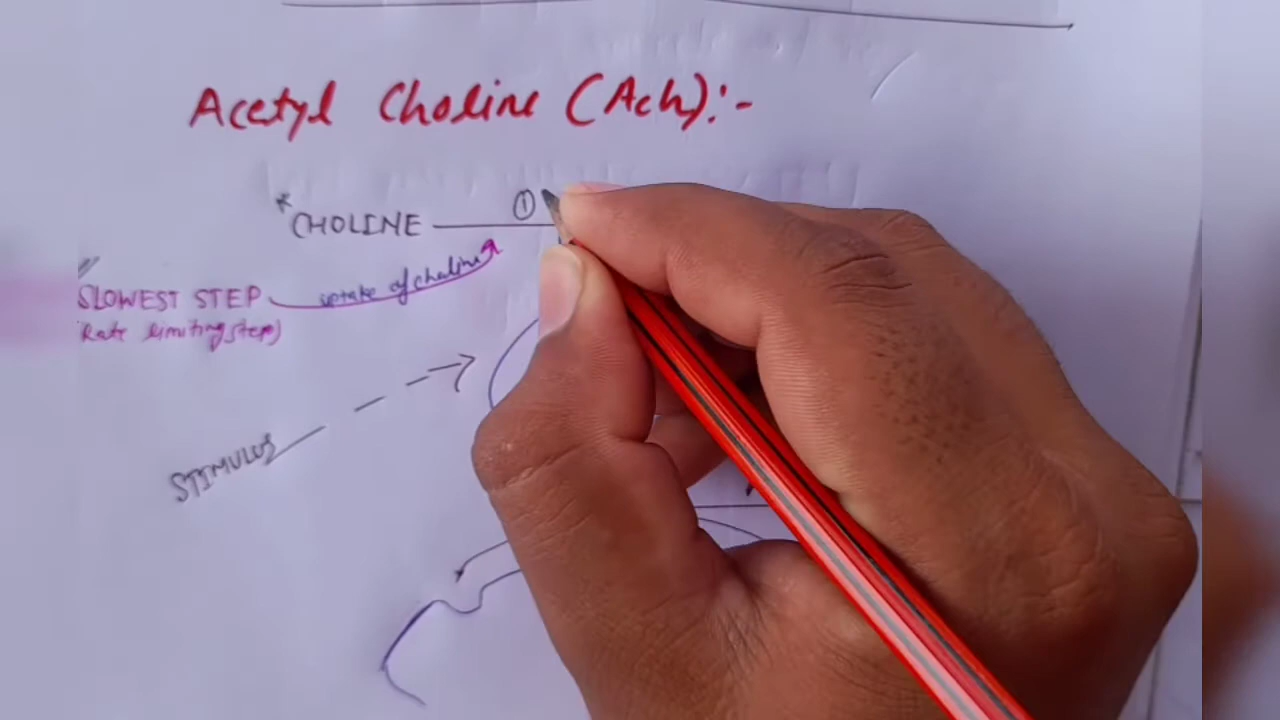 Acetyl Choline (Ach):-
* CHOLINE ①
SLOWEST STEP uptake of choline
(Rate limiting step)
STIMULUS